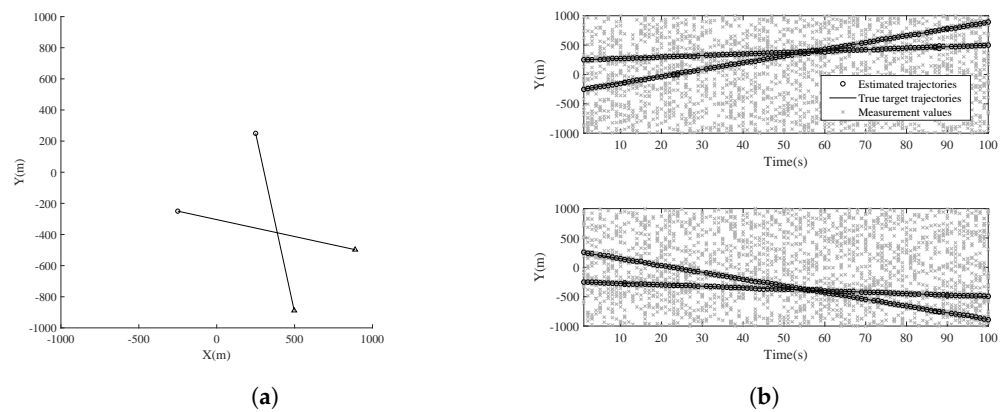 1000
800
600
400
200
0
-200
-400
-600
-800
-1000
Y(m)
-1000
-500
0
500
1000
X(m)
(a)
1000
500
0
-500
-1000
Y(m)
Estimated trajectories
True target trajectories
Measurement values
10 20 30 40 50 60 70 80 90 100
Time(s)
1000
500
0
-500
-1000
Y(m)
10 20 30 40 50 60 70 80 90 100
Time(s)
(b)